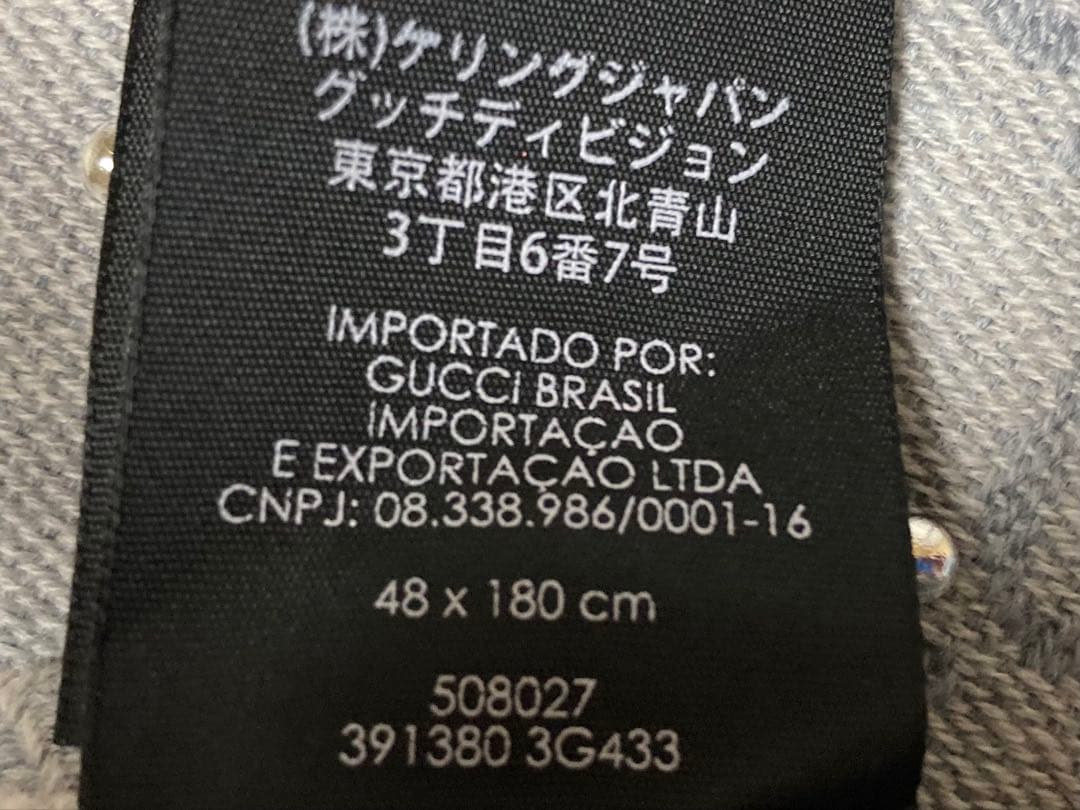 (株)ケリングジャパン
グッチディビジョン
東京都港区北青山
3丁目6番7号
IMPORTADO POR:
GUCCI BRASIL
IMPORTAÇAO
E EXPORTAÇAO LTDA
CNPJ: 08.338.986/0001-16
48 x 180 cm
508027
391380 3G433